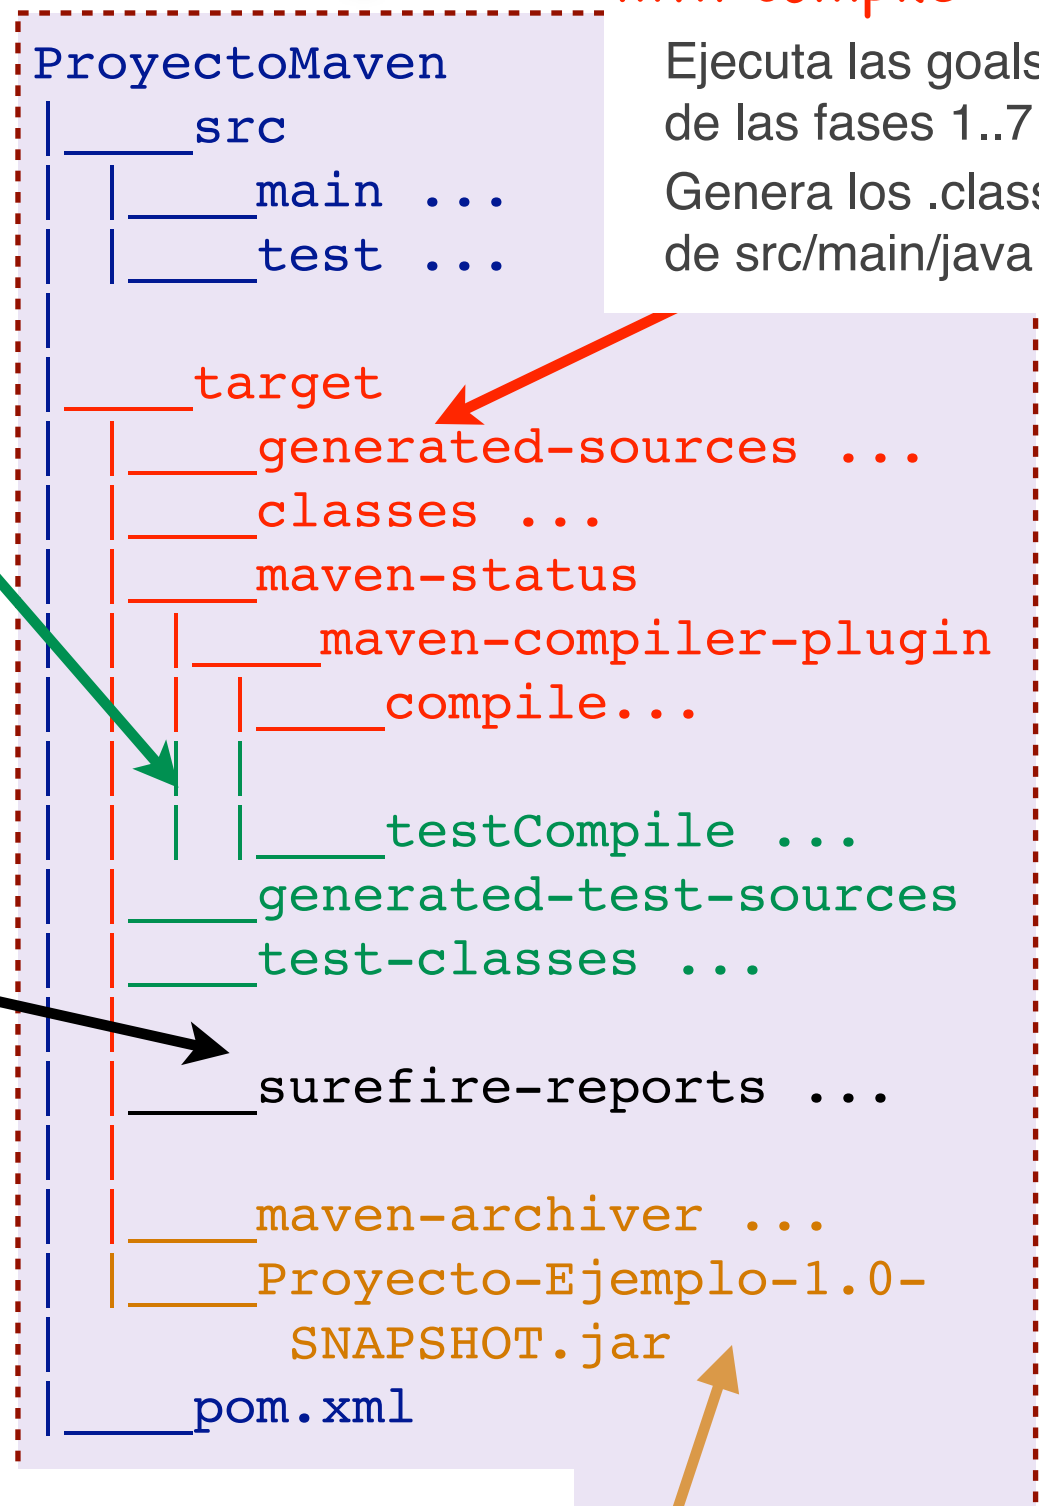 compile
ProyectoMaven
Ejecuta las goals
|____src
de las fases 1..7
| |____main ...
Genera los .class
| |____test ...
de src/main/java
|
|____target
| |____generated-sources ...
| |____classes ...
| |____maven-status
| | |____maven-compiler-plugin
| | | |____compile...
| | | |
| | | |____testCompile ...
| |____generated-test-sources
| |____test-classes ...
| |
| |____surefire-reports ...
| |
| |____maven-archiver ...
| |____Proyecto-Ejemplo-1.0-
| SNAPSHOT.jar
|____pom.xml